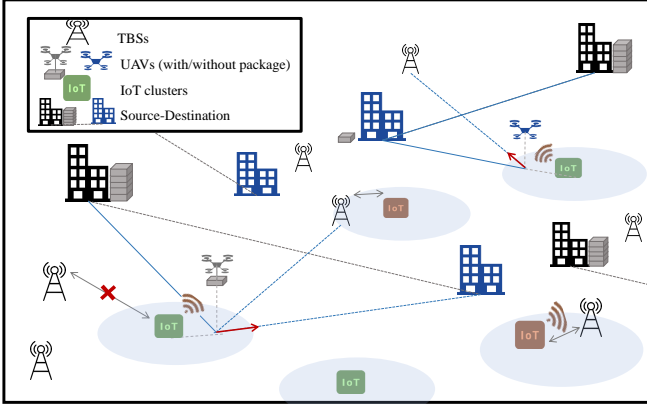 TBSs
UAVs (with/without package)
IoT
IoT clusters
Source-Destination
IoT
IoT
IoT
IoT
IoT